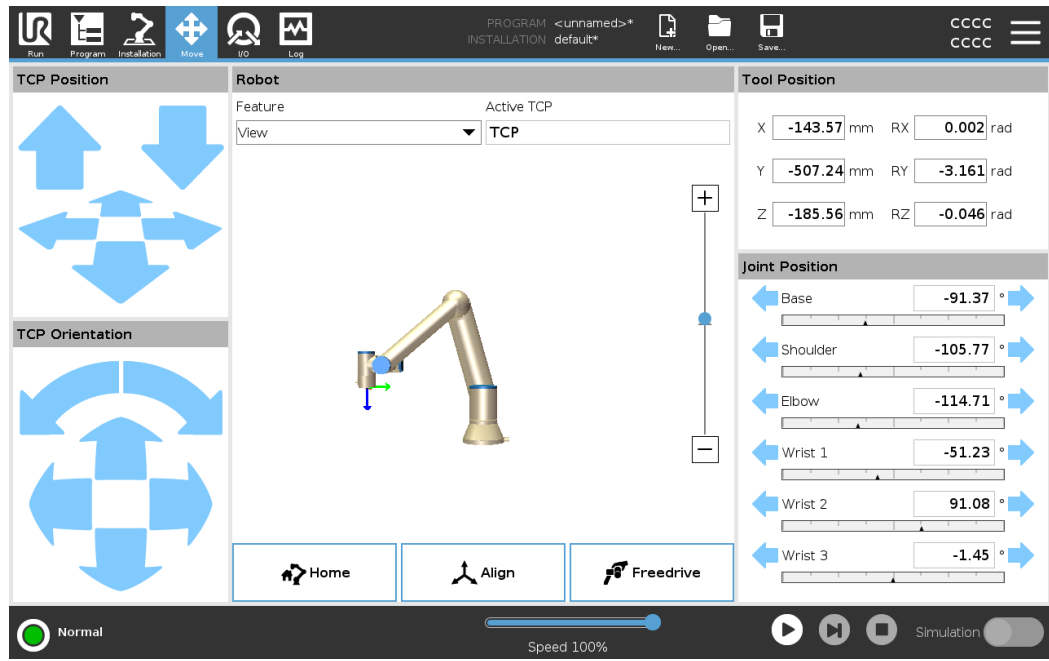 PROGRAM <unnamed>*
INSTALLATION default*
CCCC
CCCC
Run Program Installation Move I/O Log New... Open... Save...
TCP Position
Robot
Tool Position
Feature Active TCP
View TCP
X -143.57 mm RX 0.002 rad
Y -507.24 mm RY -3.161 rad
Z -185.56 mm RZ -0.046 rad
Joint Position
Base -91.37 °
TCP Orientation
Shoulder -105.77 °
Elbow -114.71 °
Wrist 1 -51.23 °
Wrist 2 91.08 °
Wrist 3 -1.45 °
Home Align Freedrive
Normal
Speed 100%
Simulation